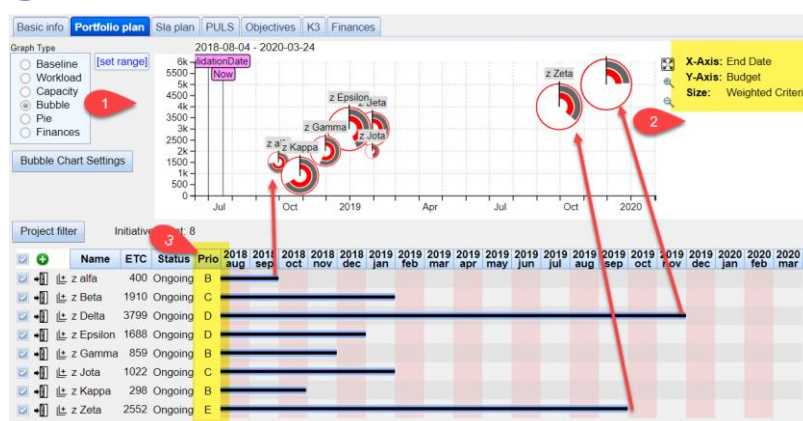 Basic info Portfolio plan Sla plan PULS Objectives K3 Finances
Graph Type
Baseline
Workload
Capacity
Bubble
Pie
Finances
[set range]
Bubble Chart Settings
1
2018-08-04 - 2020-03-24
lidationDate
Now
6k
5500
5k
4500
4k
3500
3k
2500
2k
1500
1k
500
0
z Zeta
z Epsilon
z Gamma
z Jota
z Kappa
Jul Oct 2019 Apr Jul Oct 2020
X-Axis: End Date
Y-Axis: Budget
Size: Weighted Criteri
2
Project filter
8
3
Name ETC Status Prio 2018 aug 2018 sep 2018 oct 2018 nov 2018 dec 2019 jan 2019 feb 2019 mar 2019 apr 2019 may 2019 jun 2019 jul 2019 aug 2019 sep 2019 oct 2019 nov 2019 dec 2020 jan 2020 feb 2020 mar
z alfa 400 Ongoing B
z Beta 1910 Ongoing C
z Delta 3799 Ongoing D
z Epsilon 1688 Ongoing D
z Gamma 859 Ongoing B
z Jota 1022 Ongoing C
z Kappa 298 Ongoing B
z Zeta 2552 Ongoing E